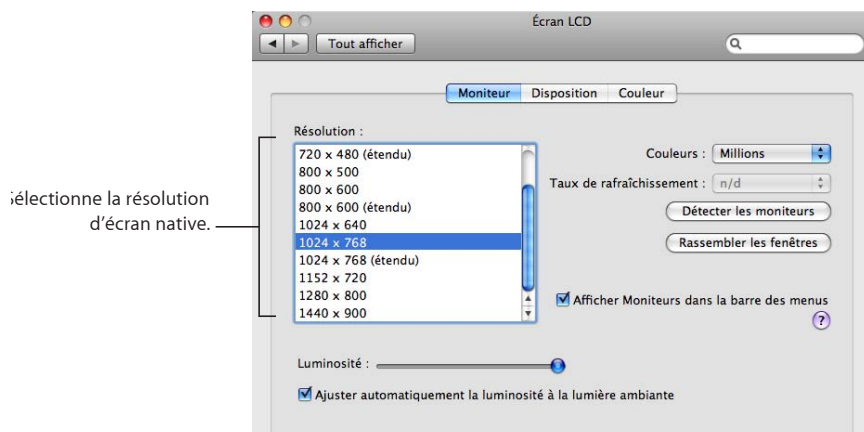 Écran LCD
Tout afficher
Moniteur Disposition Couleur
Résolution :
720 x 480 (étendu)
800 x 500
800 x 600
800 x 600 (étendu)
1024 x 640
1024 x 768
1024 x 768 (étendu)
1152 x 720
1280 x 800
1440 x 900
Sélectionne la résolution
d’écran native.
Couleurs : Millions
Taux de rafraîchissement : n/d
Détecter les moniteurs
Rassembler les fenêtres
Afficher Moniteurs dans la barre des menus
?
Luminosité :
Ajuster automatiquement la luminosité à la lumière ambiante